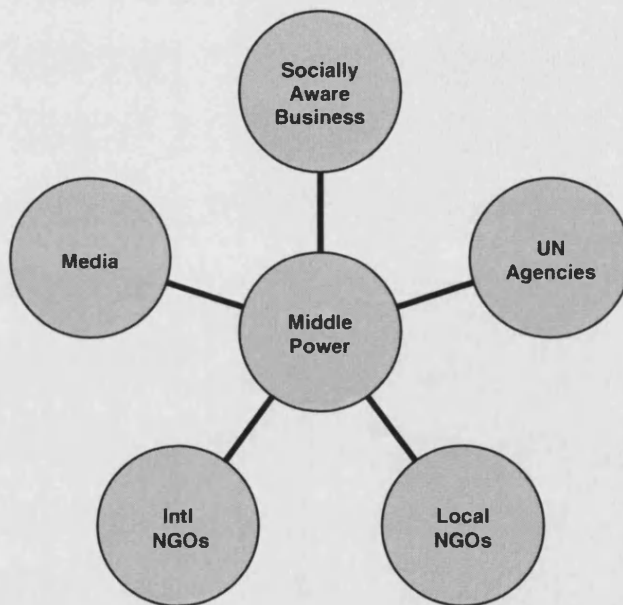 Socially
Aware
Business
Media
UN
Agencies
Middle
Power
Intl
NGOs
Local
NGOs